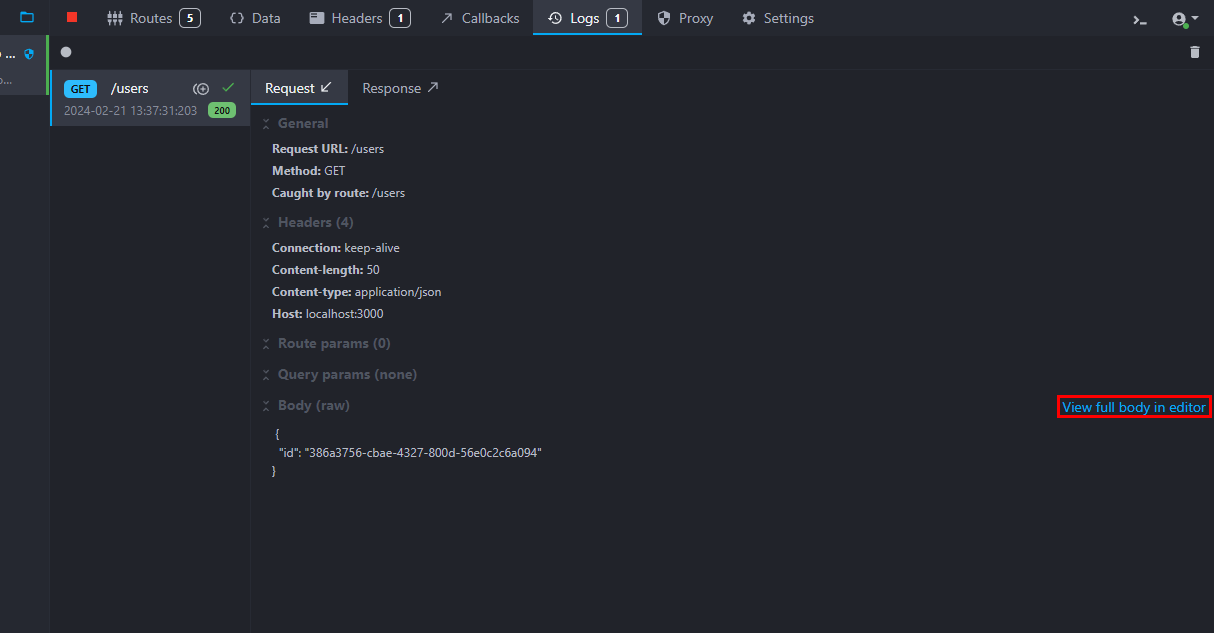 Routes 5 Data Headers 1 Callbacks Logs 1 Proxy Settings
...
GET /users
2024-02-21 13:37:31:203 200
Request Response
General
Request URL: /users
Method: GET
Caught by route: /users
Headers (4)
Connection: keep-alive
Content-length: 50
Content-type: application/json
Host: localhost:3000
Route params (0)
Query params (none)
Body (raw) View full body in editor
{
"id": "386a3756-cbae-4327-800d-56e0c2c6a094"
}